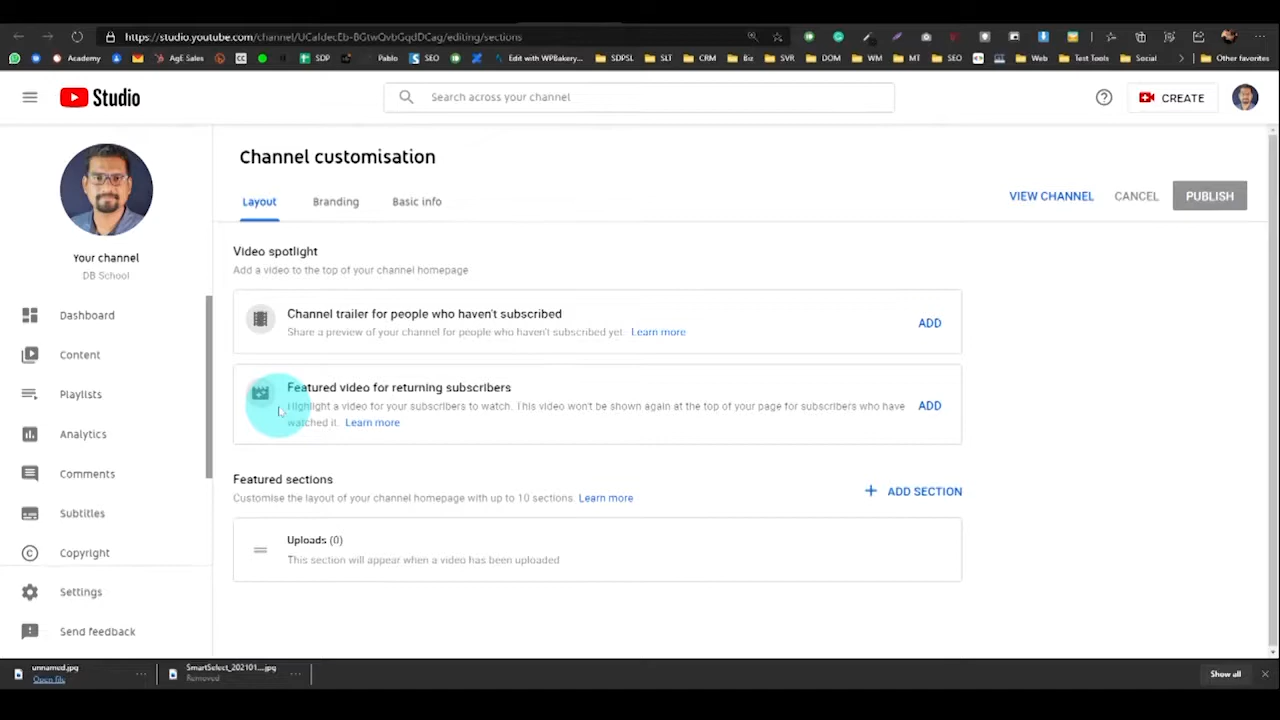 https://studio.youtube.com/channel/UCaIdecEb-BGtwQvbGqdDCag/editing/sections
Academy
AgE Sales
CC
SDP
Pablo
SEO
Edit with WPBakery...
SDPSL
SLT
CRM
Biz
SVR
DOM
WM
MT
SEO
Web
Test Tools
Social
Other favorites
Studio
Search across your channel
CREATE
Channel customisation
Layout
Branding
Basic info
VIEW CHANNEL
CANCEL
PUBLISH
Your channel
DB School
Dashboard
Content
Playlists
Analytics
Comments
Subtitles
Copyright
Settings
Send feedback
Video spotlight
Add a video to the top of your channel homepage
Channel trailer for people who haven't subscribed
Share a preview of your channel for people who haven't subscribed yet. Learn more
ADD
Featured video for returning subscribers
Highlight a video for your subscribers to watch. This video won't be shown again at the top of your page for subscribers who have
watched it. Learn more
ADD
Featured sections
Customise the layout of your channel homepage with up to 10 sections. Learn more
+ ADD SECTION
Uploads (0)
This section will appear when a video has been uploaded
unnamed.jpg
Open file
SmartSelect_202101....jpg
Removed
Show all